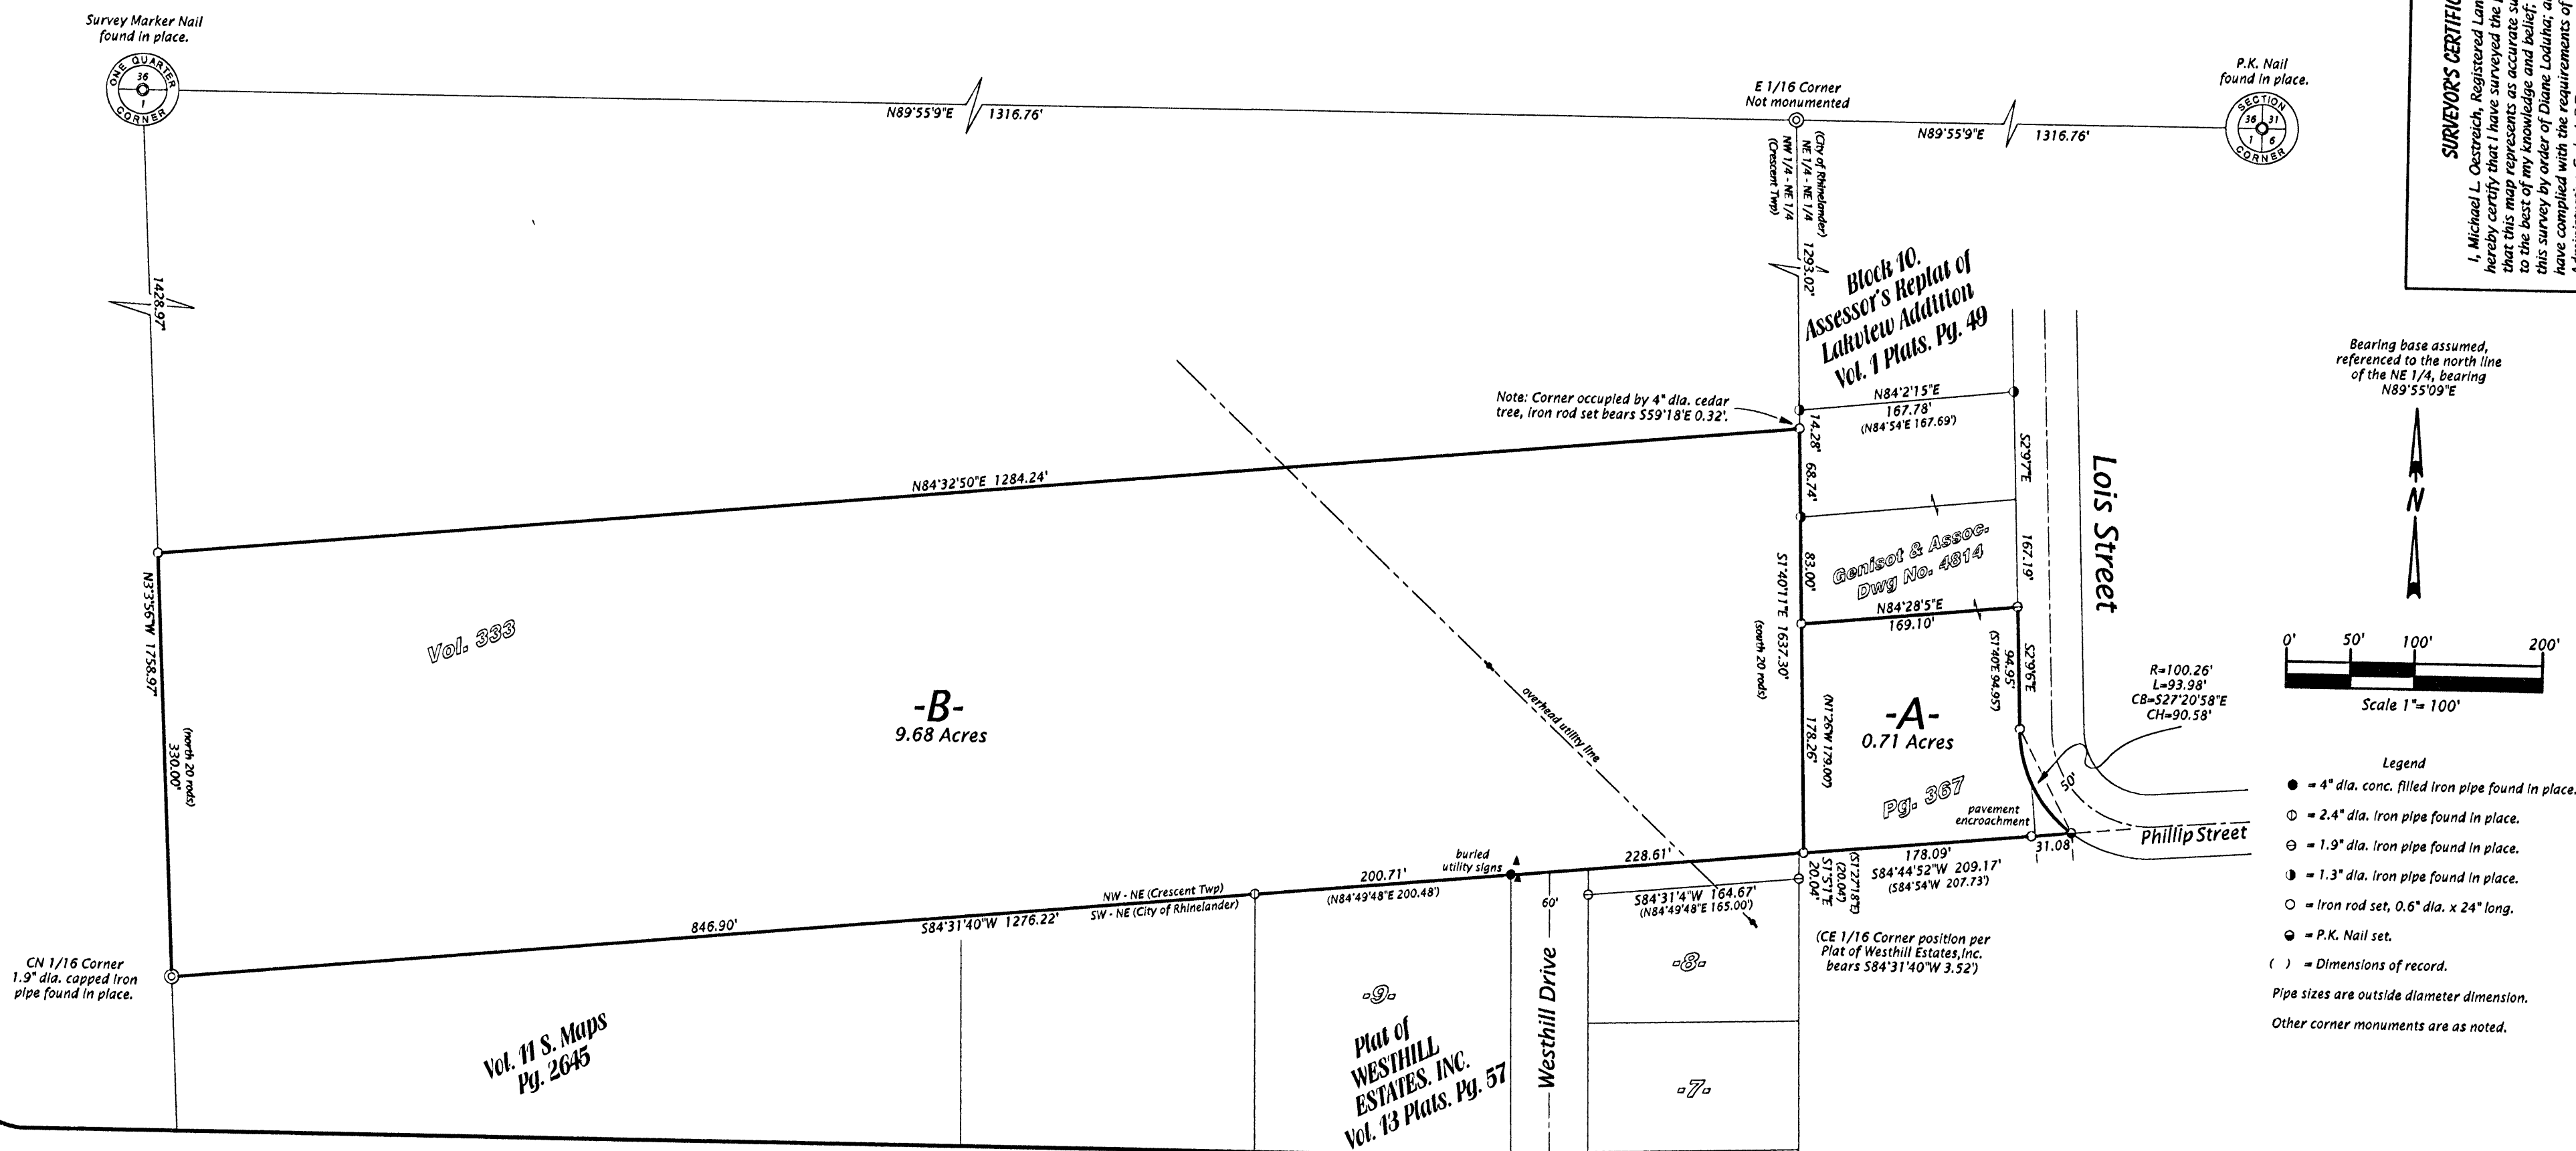 Survey Marker Nail
found in place.
ONE QUARTER
36
1
CORNER
N89°55'9"E 1316.76'
E 1/16 Corner
Not monumented
N89°55'9"E 1316.76'
P.K. Nail
found in place.
SECTION
36 31
1 6
CORNER
SURVEYORS CERTIFIC
I, Michael L. Oestreich, Registered Lan
hereby certify that I have surveyed the
that this map represents as accurate su
to the best of my knowledge and belief;
this survey by order of Diane Loduha; a
have complied with the requirements of
(City of Rhinelander)
NE 1/4 - NE 1/4
NW 1/4 - NE 1/4
(Crescent Twp)
1293.02'
1428.97'
Block 10.
Assessor's Replat of
Lakview Addition
Vol. 1 Plats. Pg. 49
Bearing base assumed,
referenced to the north line
of the NE 1/4, bearing
N89°55'09"E
N
Note: Corner occupied by 4" dia. cedar
tree, iron rod set bears S59°18'E 0.32'.
N84°2'15"E
167.78'
(N84°54'E 167.69')
14.28'
68.74'
S2°9'7"E
167.19'
Lois Street
N84°32'50"E 1284.24'
83.00'
Genisot & Assoc.
Dwg No. 4814
S1°40'11"E 1637.30'
(south 20 rods)
N84°28'5"E
169.10'
N3°3'56"W 1758.97'
(north 20 rods)
330.00'
Vol. 333
-B-
9.68 Acres
overhead utility line
(N1°26'W 179.00')
178.26'
-A-
0.71 Acres
Pg. 367
S2°9'6"E
94.95'
(S1°40'E 94.95')
0' 50' 100' 200'
Scale 1"= 100'
R=100.26'
L=93.98'
CB=S27°20'58"E
CH=90.58'
50'
pavement
encroachment
Phillip Street
31.08'
178.09'
S84°44'52"W 209.17'
(S84°54'W 207.73')
(S1°27'18"E
(20.04')
S1°5'1"E
20.04'
buried
utility signs
228.61'
200.71'
(N84°49'48"E 200.48')
NW - NE (Crescent Twp)
SW - NE (City of Rhinelander)
S84°31'40"W 1276.22'
846.90'
60'
S84°31'4"W 164.67'
(N84°49'48"E 165.00')
(CE 1/16 Corner position per
Plat of Westhill Estates,Inc.
bears S84°31'40"W 3.52')
CN 1/16 Corner
1.9" dia. capped iron
pipe found in place.
Vol. 11 S. Maps
Pg. 2645
-9-
Plat of
WESTHILL
ESTATES. INC.
Vol. 13 Plats. Pg. 57
Westhill Drive
-8-
-7-
Legend
= 4" dia. conc. filled iron pipe found in place.
= 2.4" dia. iron pipe found in place.
= 1.9" dia. iron pipe found in place.
= 1.3" dia. iron pipe found in place.
= Iron rod set, 0.6" dia. x 24" long.
= P.K. Nail set.
( ) = Dimensions of record.
Pipe sizes are outside diameter dimension.
Other corner monuments are as noted.